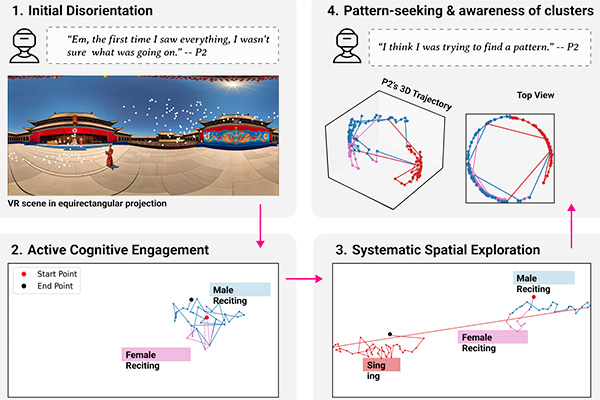 1. Initial Disorientation
“Em, the first time I saw everything, I wasn’t
sure what was going on.” -- P2
VR scene in equirectangular projection
2. Active Cognitive Engagement
Start Point
End Point
Male
Reciting
Female
Reciting
3. Systematic Spatial Exploration
Male
Reciting
Female
Reciting
Sing
ing
4. Pattern-seeking & awareness of clusters
“I think I was trying to find a pattern.” -- P2
P2's 3D Trajectory
Top View